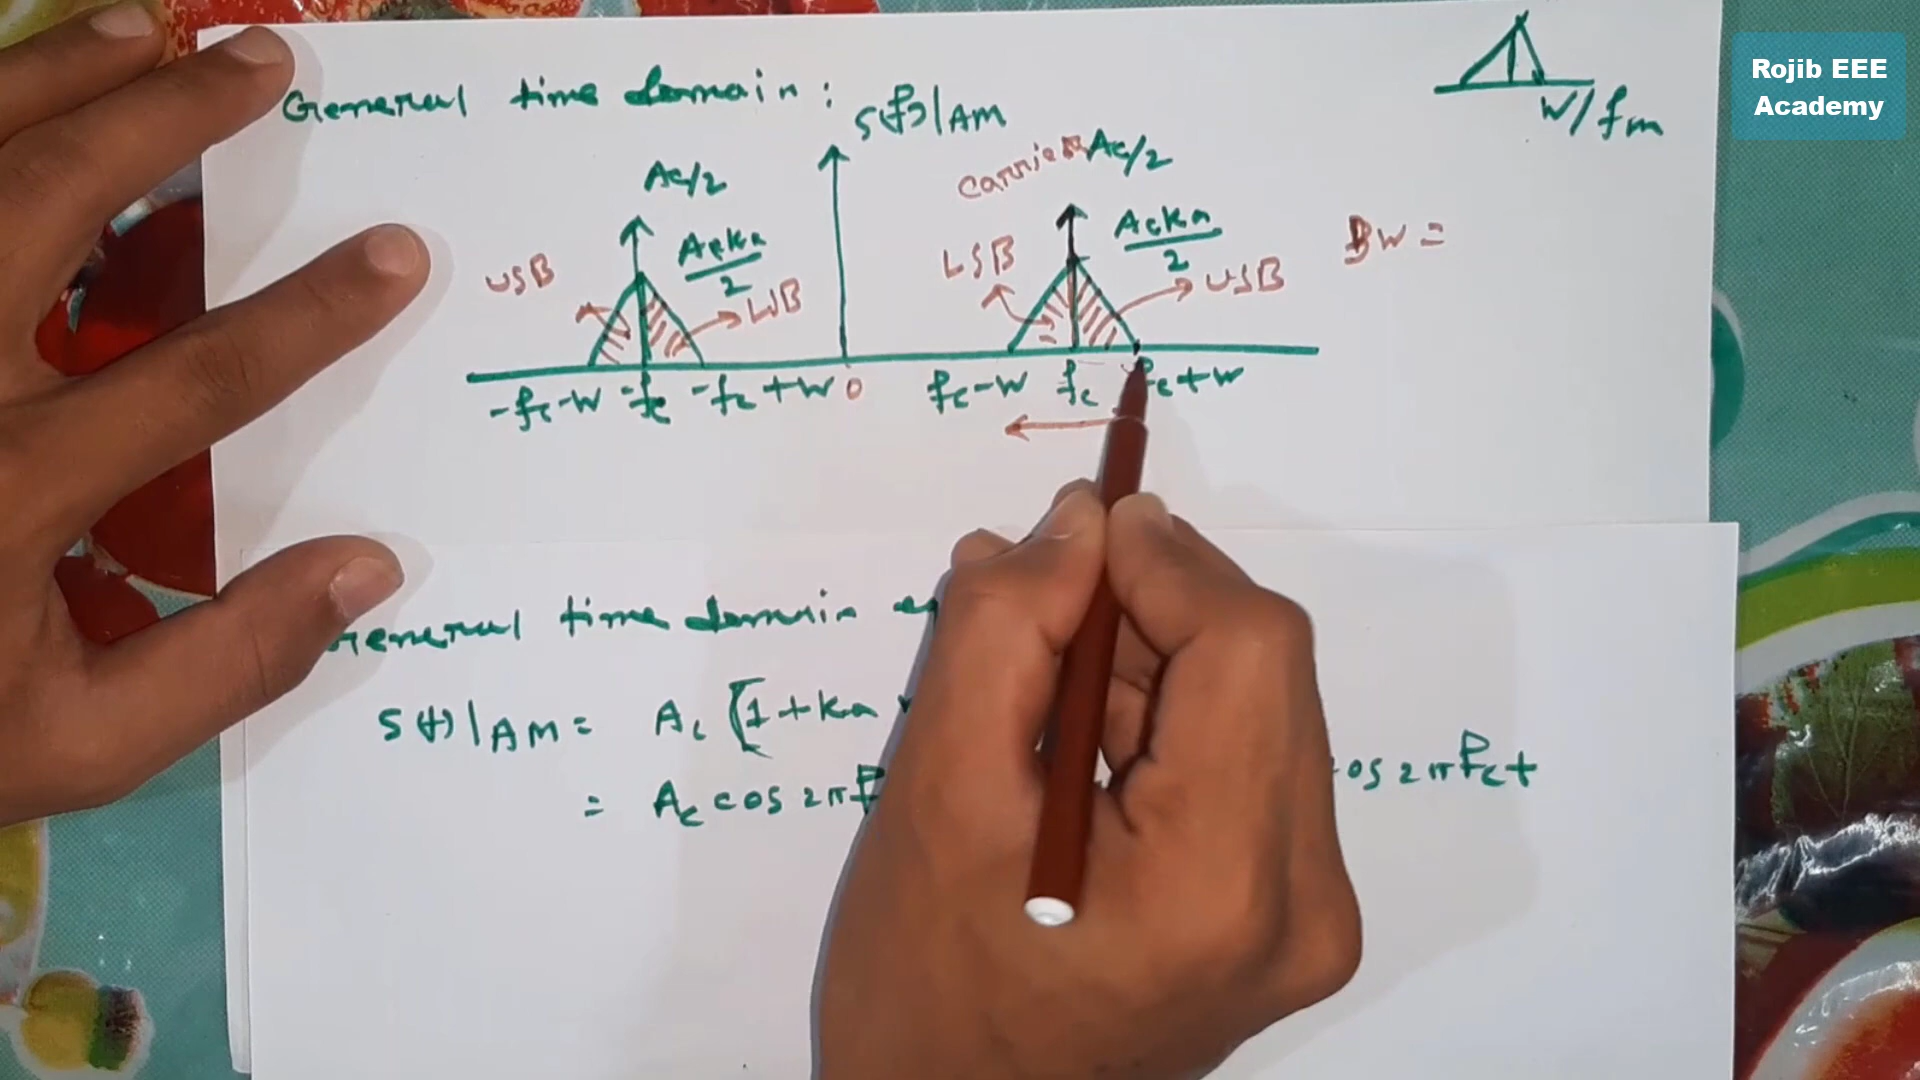 General time domain:
S(f)|AM
W/fm
Rojib EEE
Academy
Ac/2
carrier Ac/2
USB
Acka/2
LSB
LSB
Acka/2
USB
BW =
-fc-W -fc -fc+W 0 fc-W fc fc+W
General time domain
S(t)|AM = Ac [1+ka
= Ac cos 2πf cos 2πfct